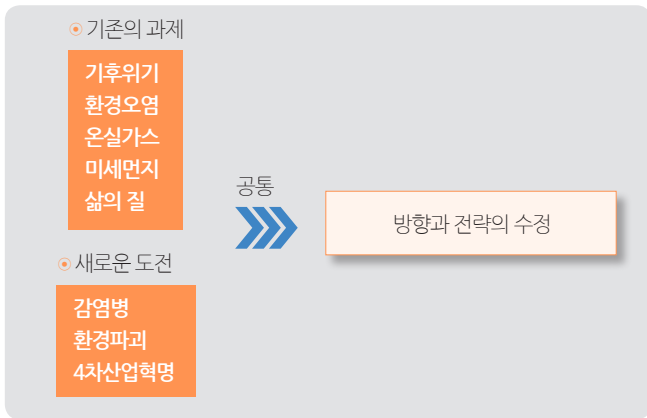 기존의 과제
기후위기
환경오염
온실가스
미세먼지
삶의 질
공통
방향과 전략의 수정
새로운 도전
감염병
환경파괴
4차산업혁명